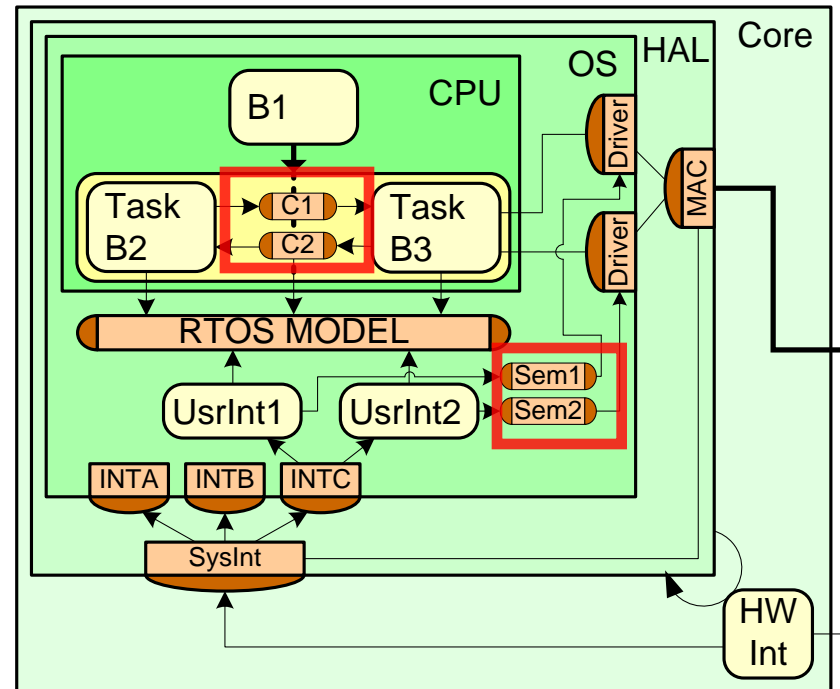 Core
HAL
OS
CPU
B1
Task
B2
C1
C2
Task
B3
Driver
Driver
MAC
RTOS MODEL
UsrInt1
UsrInt2
Sem1
Sem2
INTA
INTB
INTC
SysInt
HW
Int